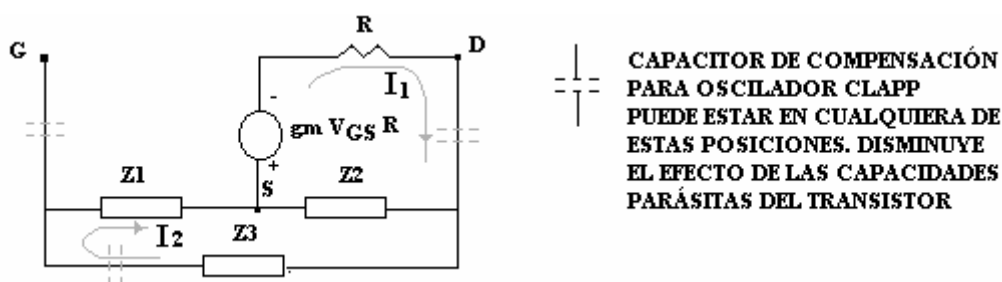 R
G
D
I1
-
gm VGS R
+
Z1
S
Z2
I2
Z3
CAPACITOR DE COMPENSACIÓN
PARA OSCILADOR CLAPP
PUEDE ESTAR EN CUALQUIERA DE
ESTAS POSICIONES. DISMINUYE
EL EFECTO DE LAS CAPACIDADES
PARÁSITAS DEL TRANSISTOR